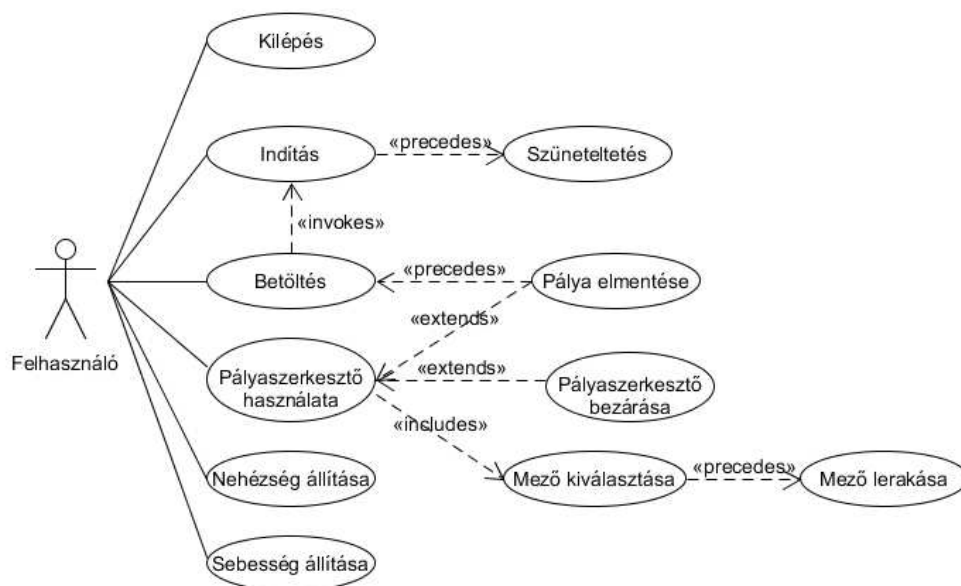 Kilépés
Indítás
«precedes»
Szüneteltetés
«invokes»
Betöltés
«precedes»
Pálya elmentése
«extends»
Felhasználó
Pályaszerkesztő
használata
«extends»
Pályaszerkesztő
bezárása
«includes»
Nehézség állítása
Mező kiválasztása
«precedes»
Mező lerakása
Sebesség állítása